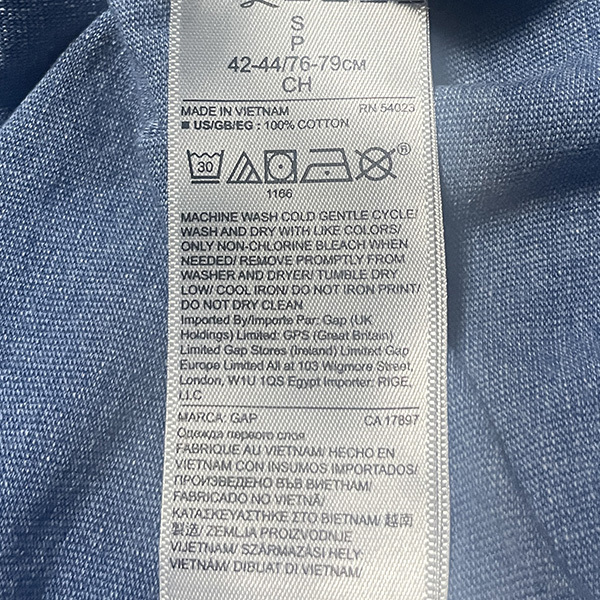 S
P
42-44/76-79CM
CH
MADE IN VIETNAM RN 54023
■ US/GB/EG : 100% COTTON
30
®
1166
MACHINE WASH COLD GENTLE CYCLE/
WASH AND DRY WITH LIKE COLORS/
ONLY NON-CHLORINE BLEACH WHEN
NEEDED/ REMOVE PROMPTLY FROM
WASHER AND DRYER/ TUMBLE DRY
LOW/ COOL IRON/ DO NOT IRON PRINT/
DO NOT DRY CLEAN
Imported By/Importe Par: Gap (UK
Holdings) Limited: GPS (Great Britain)
Limited Gap Stores (Ireland) Limited Gap
Europe Limited All at 103 Wigmore Street,
London, W1U 1QS Egypt Importer: RIGE,
LLC
MARCA: GAP CA 17897
Одежда первого слоя
FABRIQUE AU VIETNAM/ HECHO EN
VIETNAM CON INSUMOS IMPORTADOS/
ПРОИЗВЕДЕНО ВЪВ ВИЕТНАМ/
FABRICADO NO VIETNÃ/
ΚΑΤΑΣΚΕΥΑΣΤΗΚΕ ΣΤΟ ΒΙΕΤΝΑΜ/ 越南
製造/ ZEMLJA PROIZVODNJE
VIJETNAM/ SZÁRMAZÁSI HELY-
VIETNÁM/ DIBUAT DI VIETNAM/